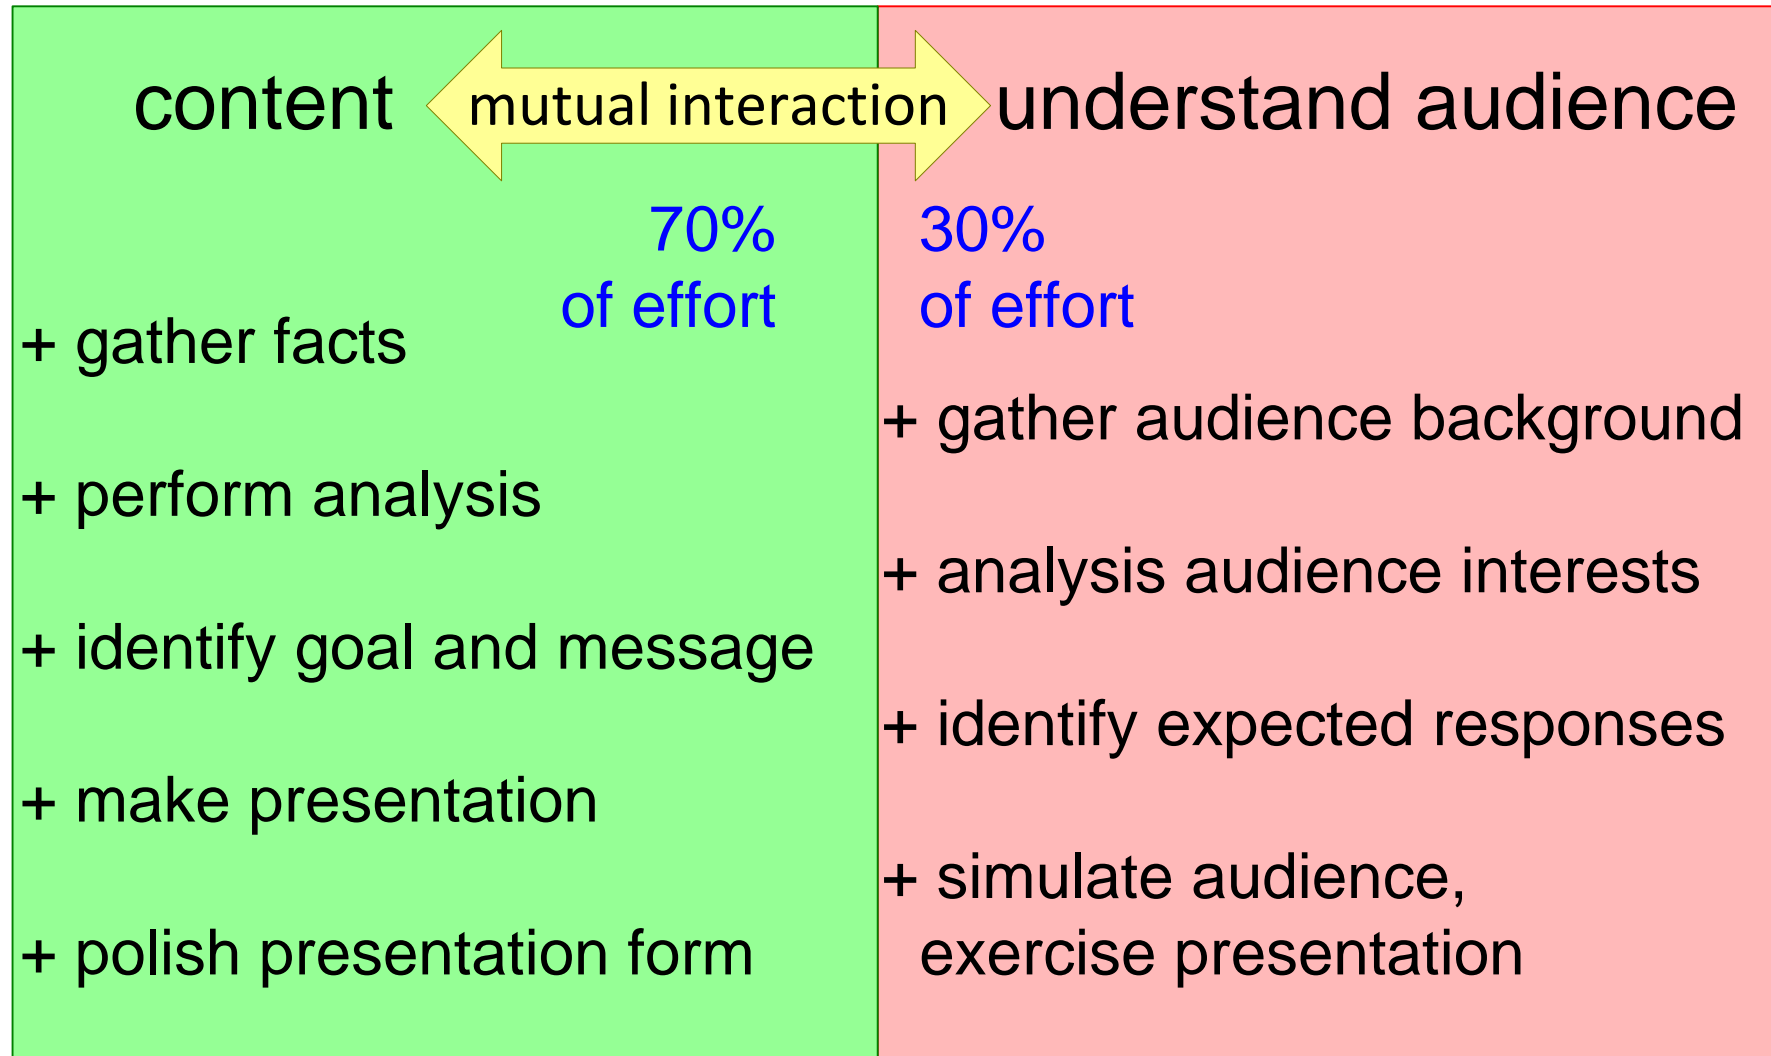 content
mutual interaction
understand audience
70%
of effort
+ gather facts
+ perform analysis
+ identify goal and message
+ make presentation
+ polish presentation form
30%
of effort
+ gather audience background
+ analysis audience interests
+ identify expected responses
+ simulate audience,
exercise presentation